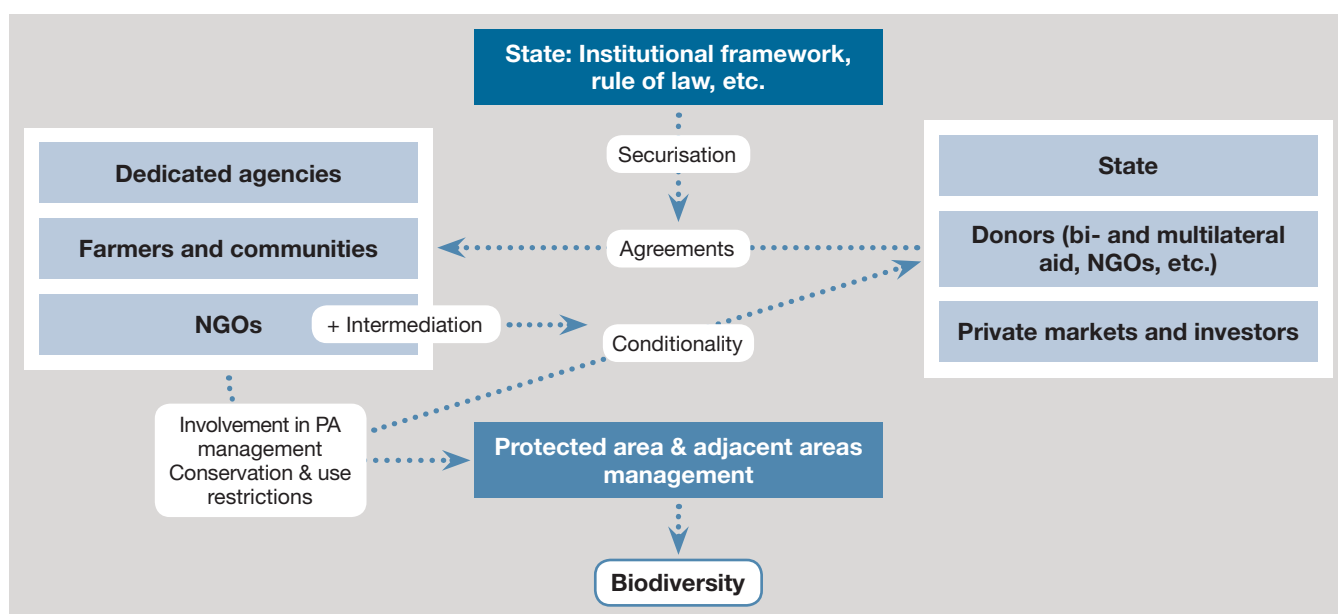 State: Institutional framework,
rule of law, etc.
Securisation
Dedicated agencies
Farmers and communities
NGOs
+ Intermediation
Agreements
Conditionality
State
Donors (bi- and multilateral
aid, NGOs, etc.)
Private markets and investors
Involvement in PA
management
Conservation & use
restrictions
Protected area & adjacent areas
management
Biodiversity